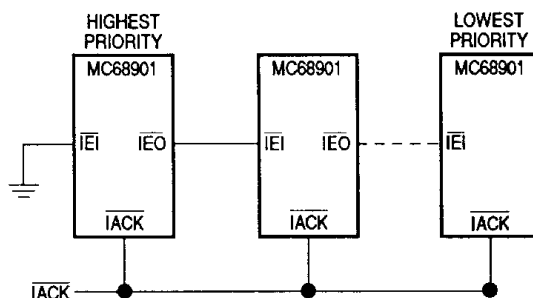 HIGHEST PRIORITY
LOWEST PRIORITY
MC68901
MC68901
MC68901
IEI IEO
IEI IEO
IEI
IACK
IACK
IACK
IACK